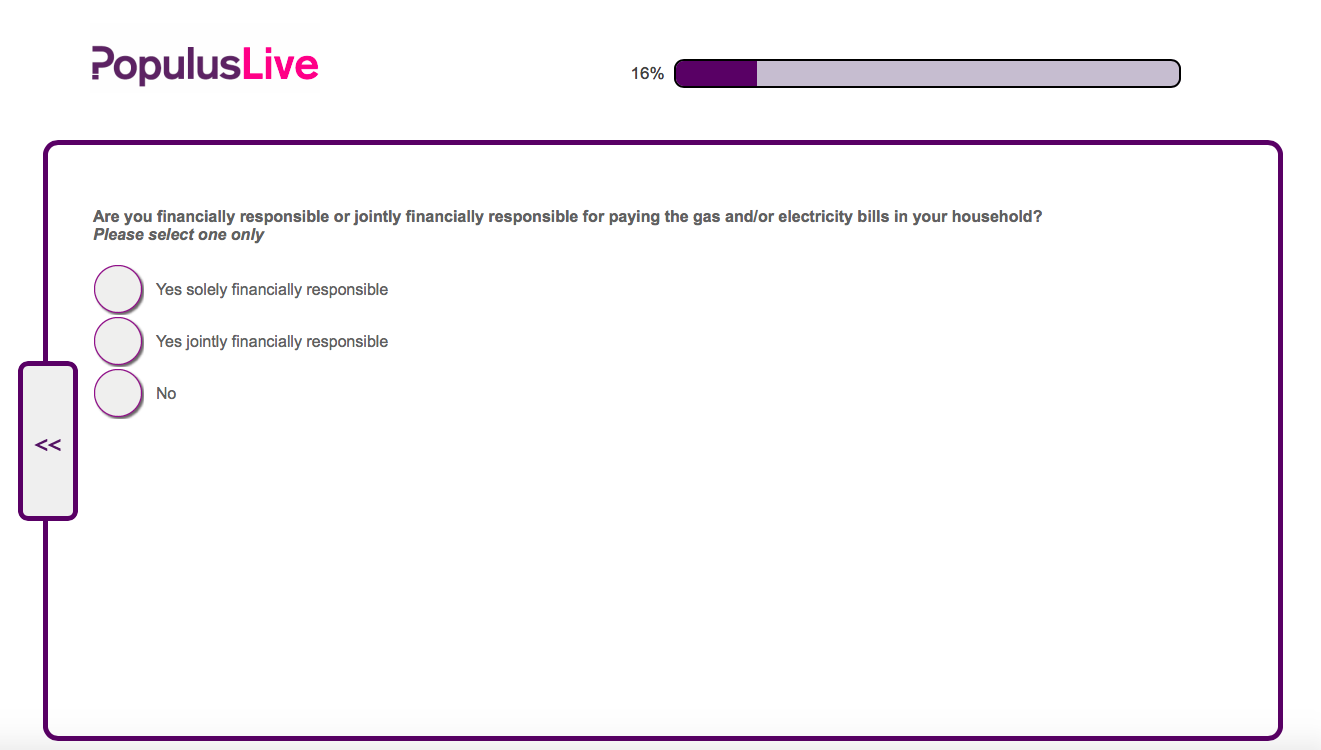 PopulusLive
16%
Are you financially responsible or jointly financially responsible for paying the gas and/or electricity bills in your household?
Please select one only
Yes solely financially responsible
Yes jointly financially responsible
No
<<